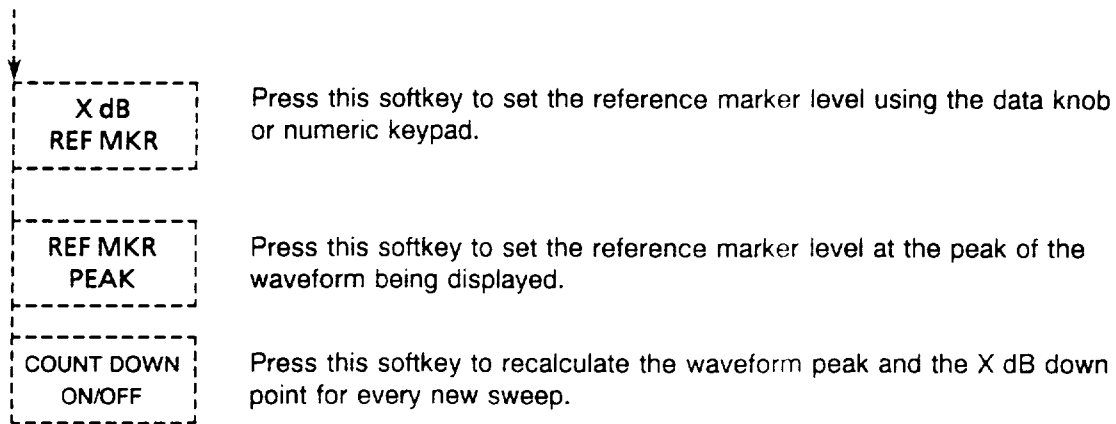 X dB
REF MKR
Press this softkey to set the reference marker level using the data knob
or numeric keypad.
REF MKR
PEAK
Press this softkey to set the reference marker level at the peak of the
waveform being displayed.
COUNT DOWN
ON/OFF
Press this softkey to recalculate the waveform peak and the X dB down
point for every new sweep.